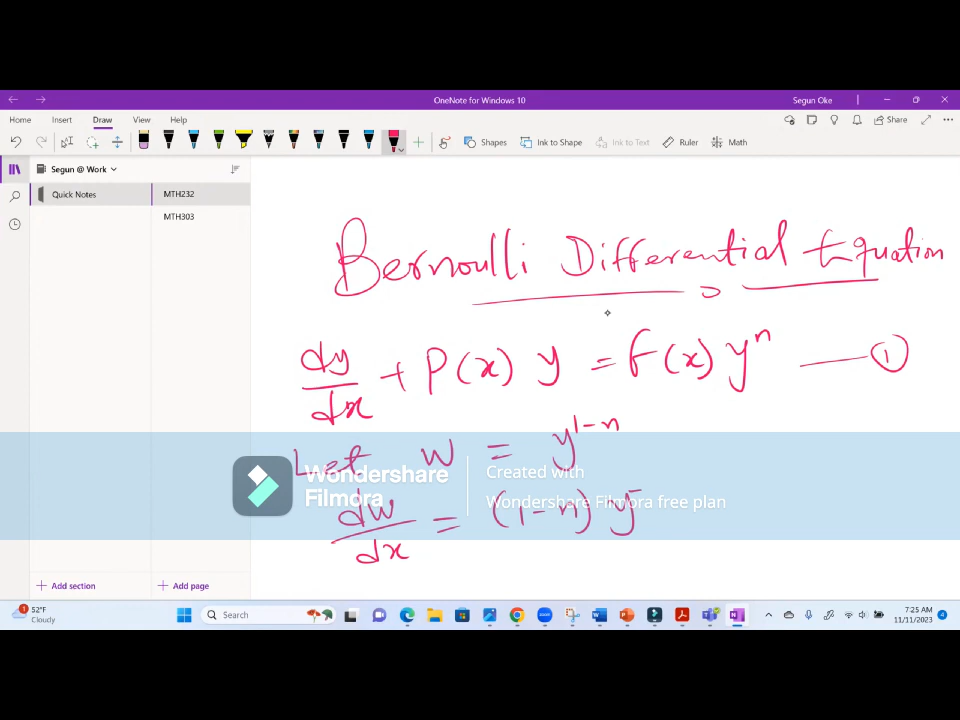 OneNote for Windows 10
Segun Oke
Home Insert Draw View Help
Share
Shapes Ink to Shape Ink to Text Ruler Math
Segun @ Work
Quick Notes
MTH232
MTH303
Bernoulli Differential Equation
dy/dx + P(x) y = F(x) y^n — ①
Let w = y^{1-n}
dw/dx = (1-n) y^-
Wondershare
Filmora
Created with
Wondershare Filmora free plan
+ Add section
+ Add page
1
52°F
Cloudy
Search
7:25 AM
11/11/2023
4